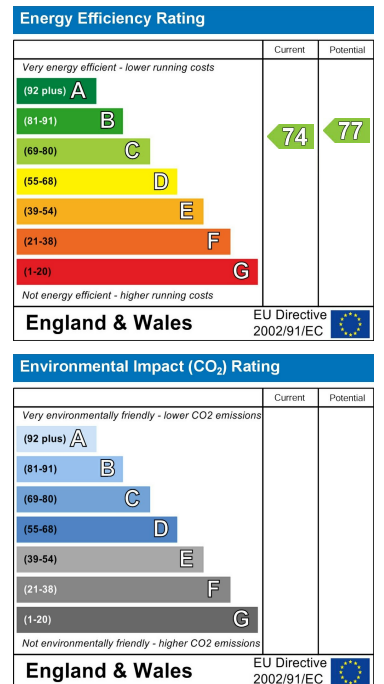 Energy Efficiency Rating
Current Potential
Very energy efficient - lower running costs
(92 plus) A
(81-91) B
(69-80) C
(55-68) D
(39-54) E
(21-38) F
(1-20) G
74 77
Not energy efficient - higher running costs
England & Wales
EU Directive
2002/91/EC
Environmental Impact (CO₂) Rating
Current Potential
Very environmentally friendly - lower CO2 emissions
(92 plus) A
(81-91) B
(69-80) C
(55-68) D
(39-54) E
(21-38) F
(1-20) G
Not environmentally friendly - higher CO2 emissions
England & Wales
EU Directive
2002/91/EC